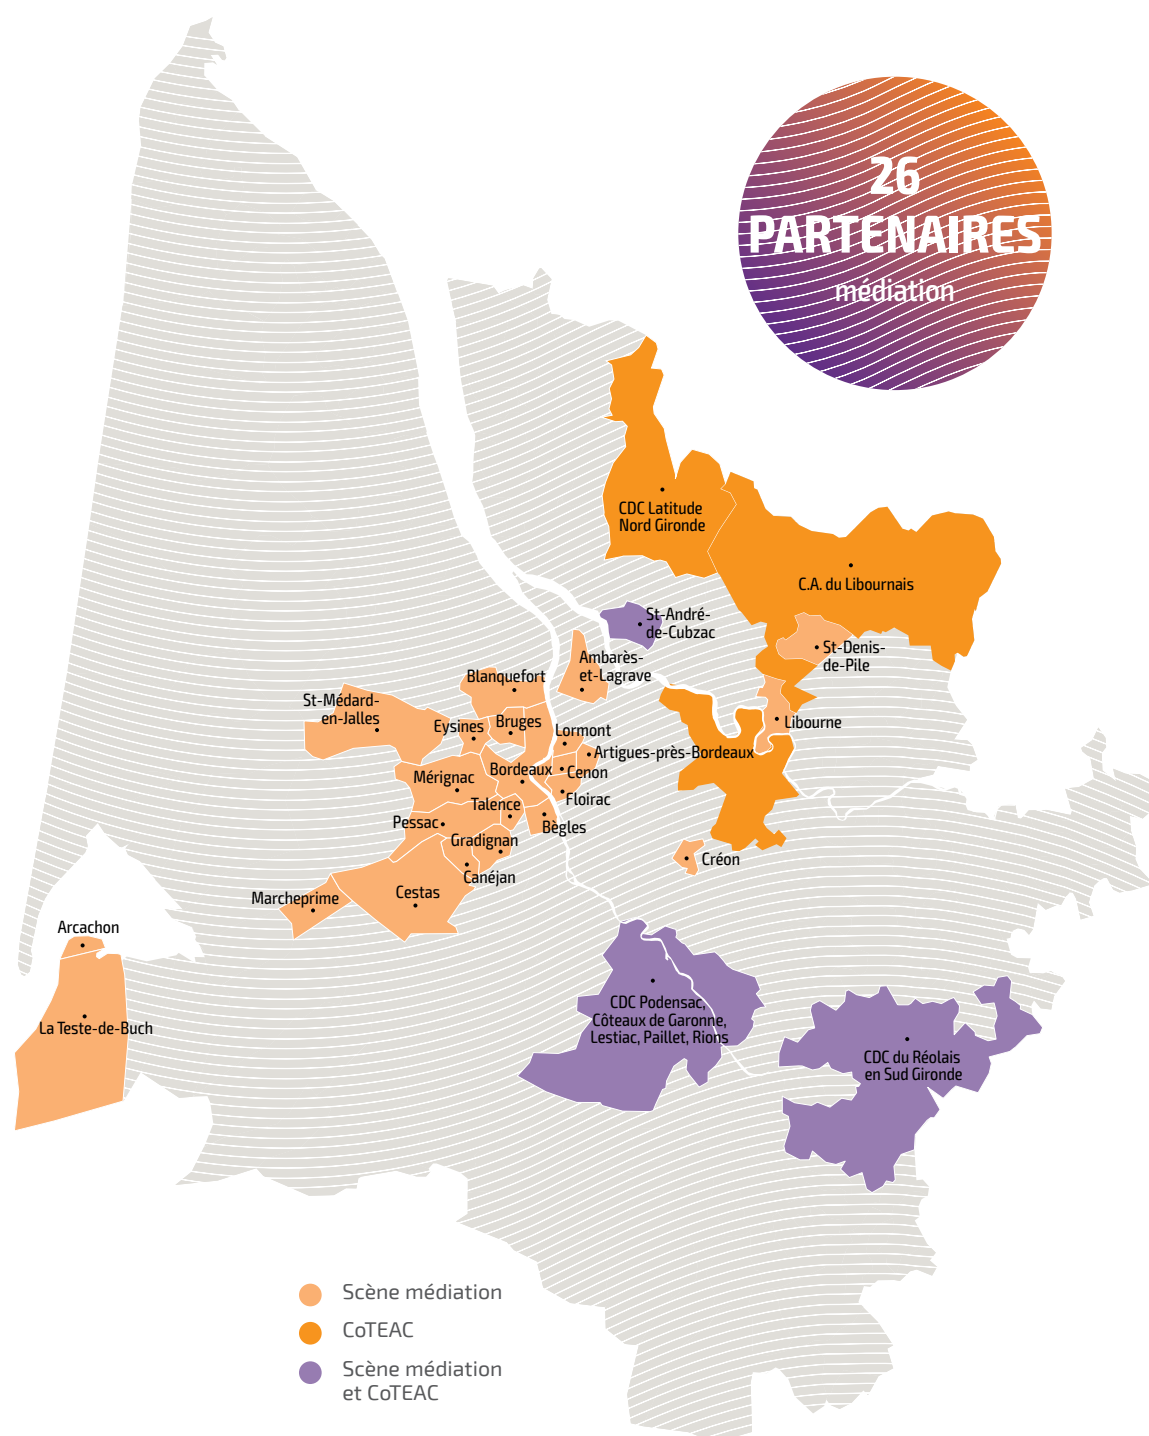 26
PARTENAIRES
médiation
CDC Latitude
Nord Gironde
C.A. du Libournais
St-André-
de-Cubzac
St-Denis-
de-Pile
Ambarès-
et-Lagrave
Blanquefort
St-Médard-
en-Jalles
Eysines
Bruges
Libourne
Lormont
Artigues-près-Bordeaux
Mérignac
Bordeaux
Cenon
Talence
Floirac
Pessac
Bègles
Gradignan
Créon
Canéjan
Marcheprime
Cestas
Arcachon
La Teste-de-Buch
CDC Podensac,
Côteaux de Garonne,
Lestiac, Paillet, Rions
CDC du Réolais
en Sud Gironde
Scène médiation
CoTEAC
Scène médiation
et CoTEAC